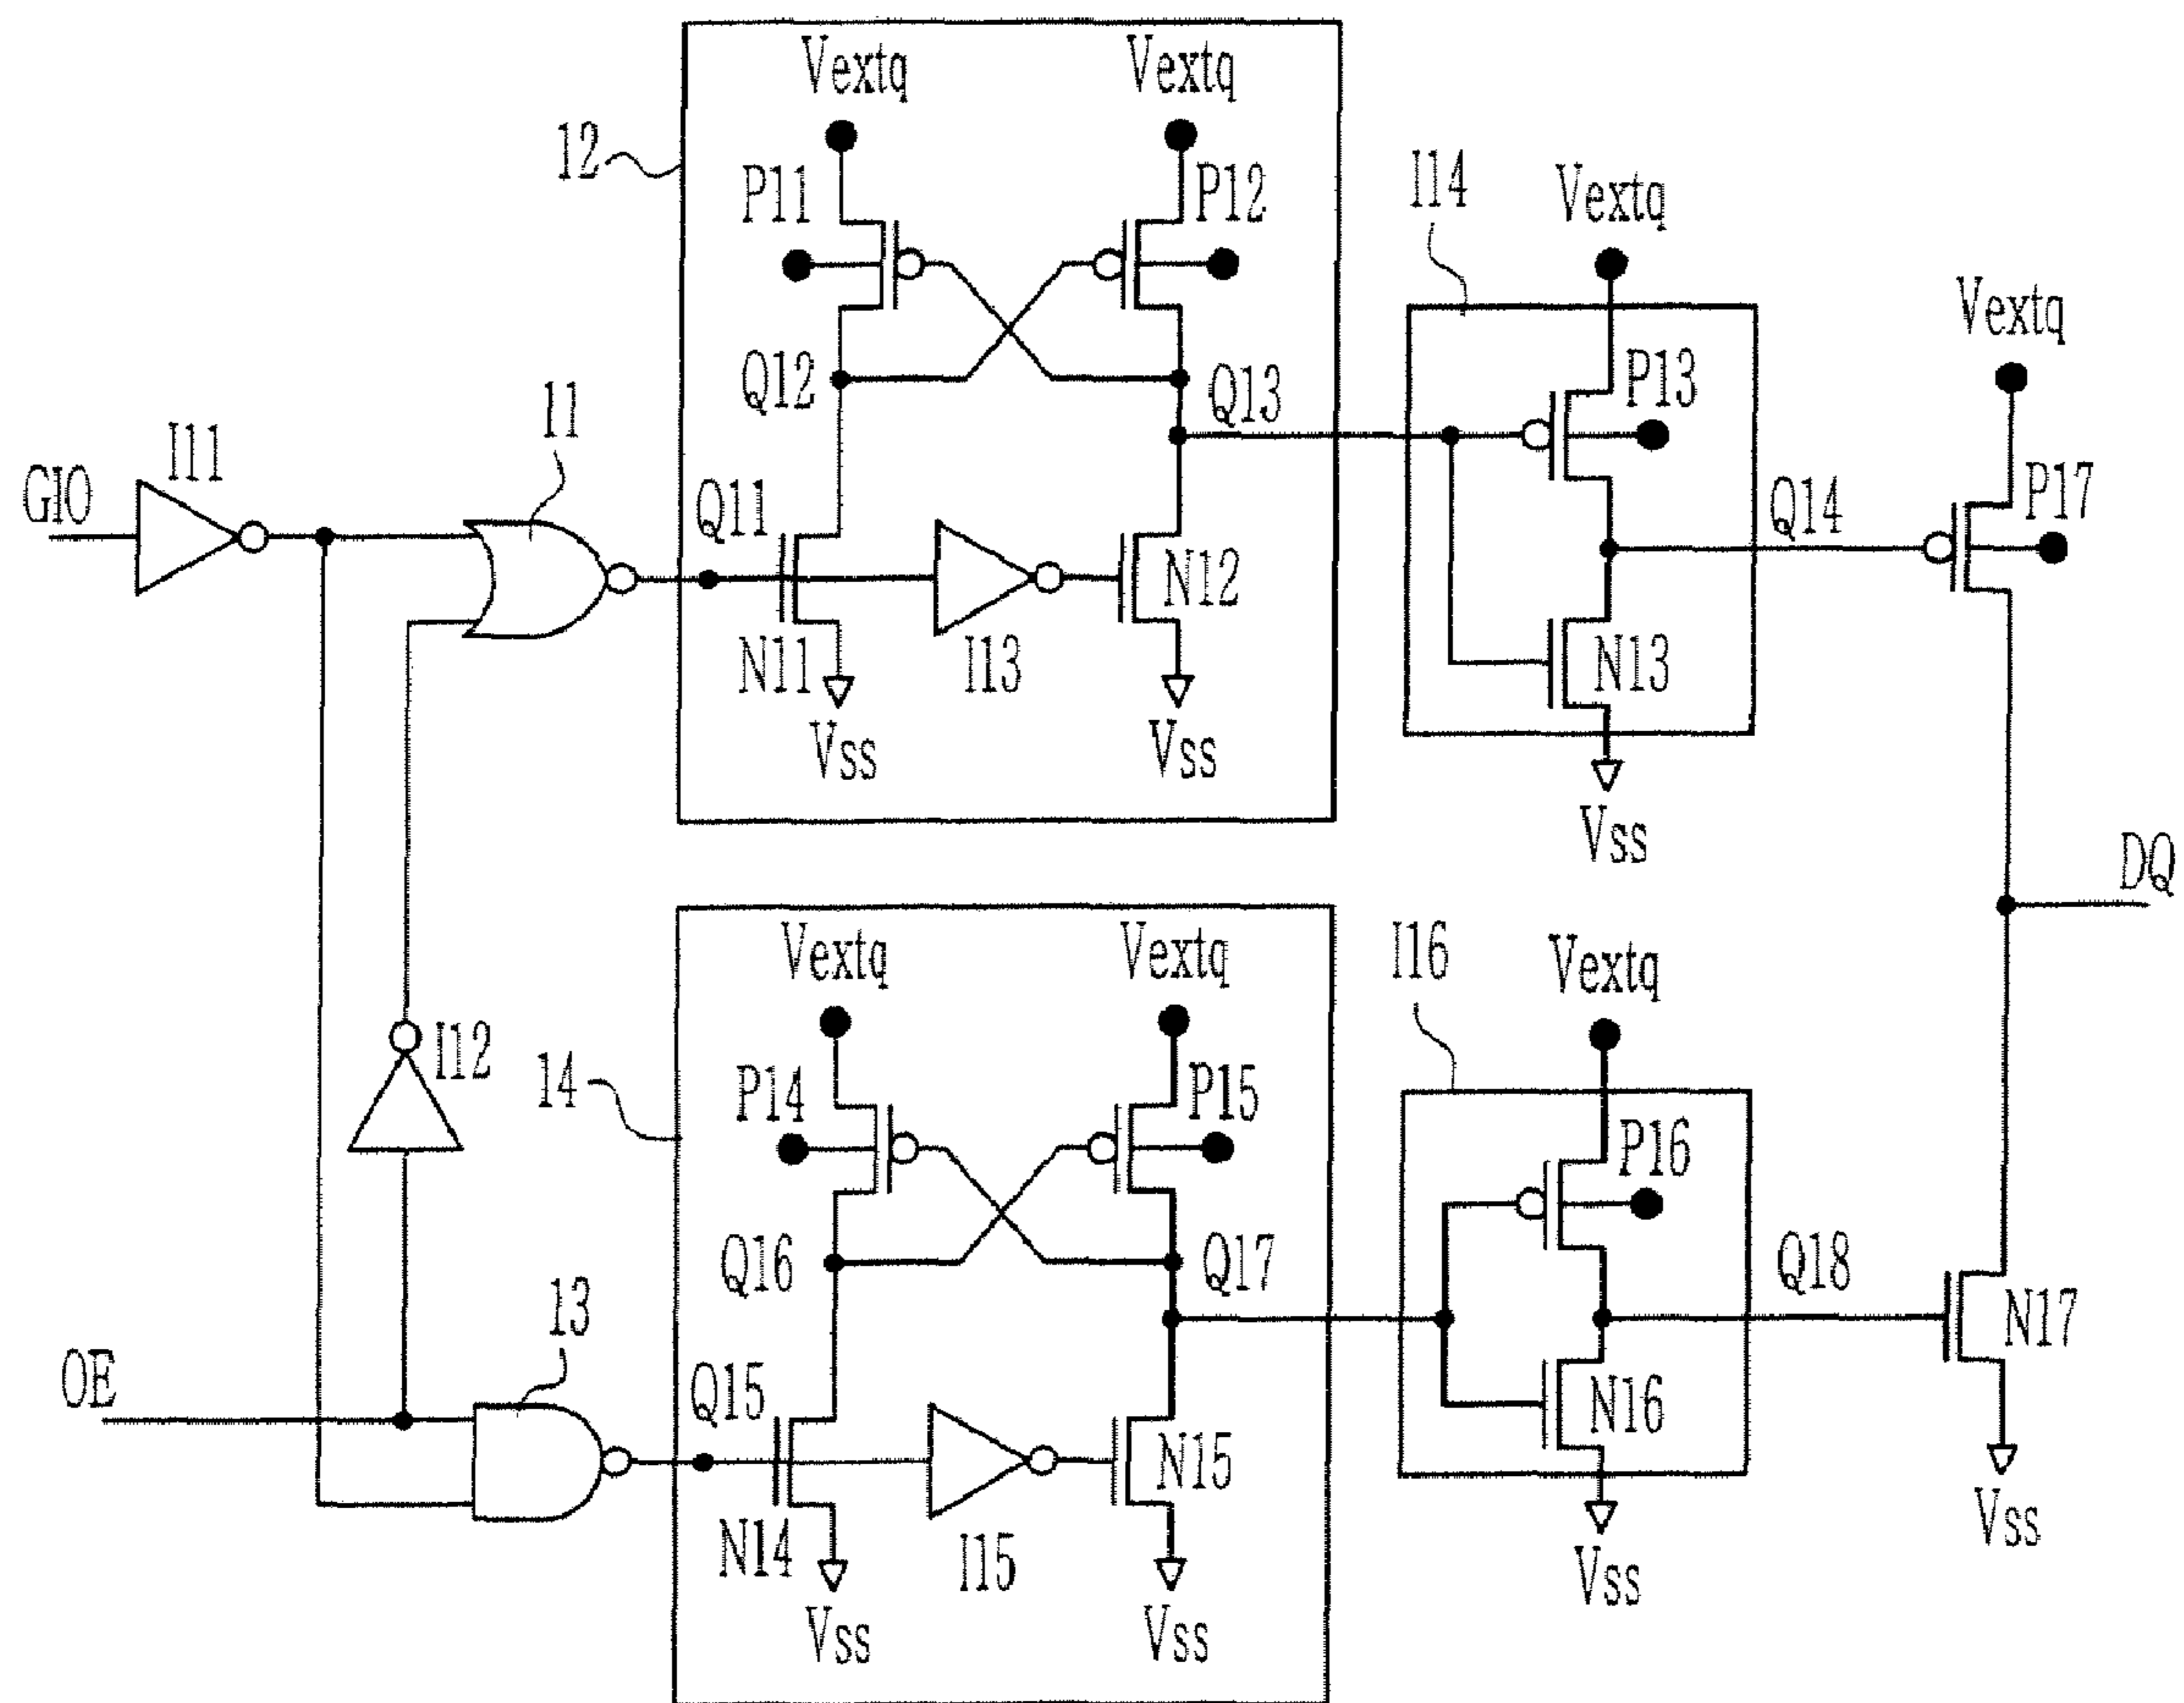 Vextq
Vextq
12
P11
P12
I14
Vextq
Vextq
Q12
Q13
P13
11
I11
GIO
Q11
Q14
P17
N12
N11
I13
N13
Vss
Vss
Vss
DQ
Vextq
Vextq
I16
Vextq
I12
14
P14
P15
P16
Q16
Q17
Q18
13
N17
OE
Q15
N15
N16
N14
I15
Vss
Vss
Vss
Vss